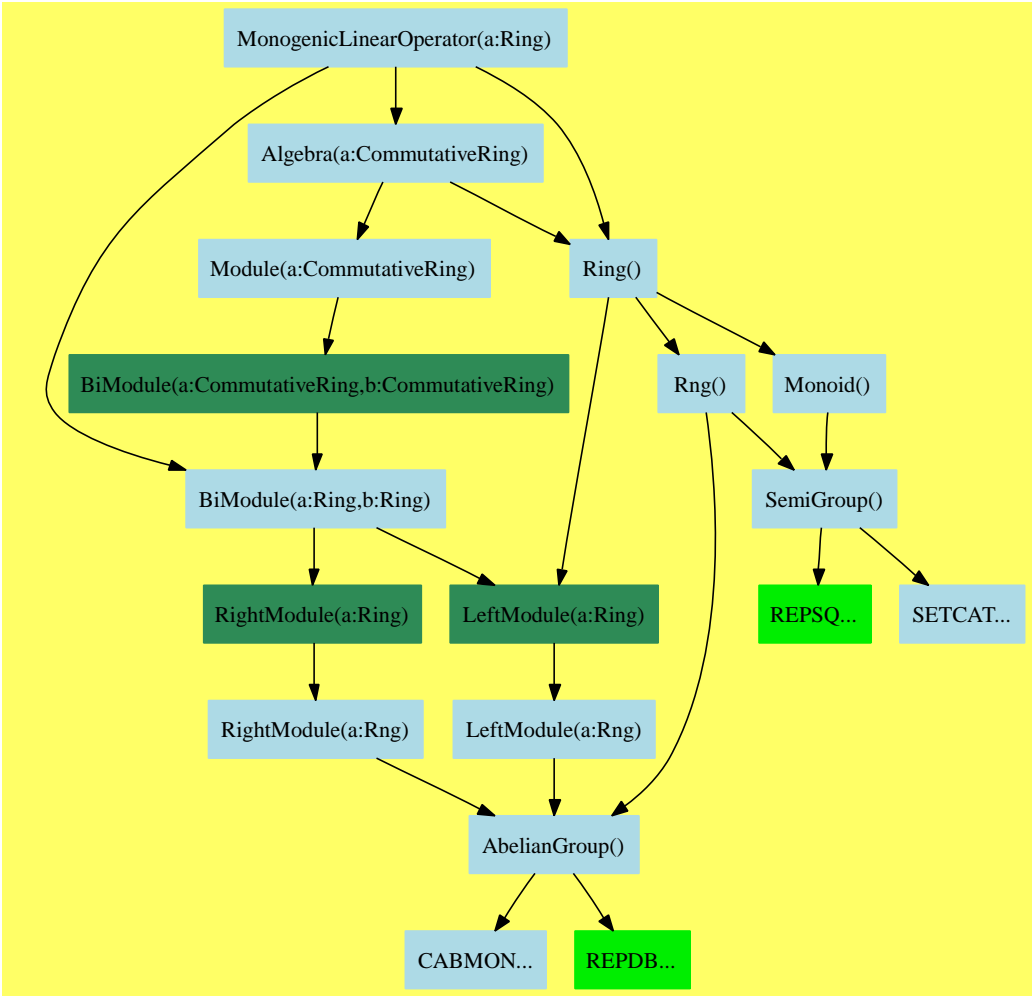 MonogenicLinearOperator(a:Ring)
Algebra(a:CommutativeRing)
Module(a:CommutativeRing)
Ring()
BiModule(a:CommutativeRing,b:CommutativeRing)
Rng()
Monoid()
BiModule(a:Ring,b:Ring)
SemiGroup()
RightModule(a:Ring)
LeftModule(a:Ring)
REPSQ...
SETCAT...
RightModule(a:Rng)
LeftModule(a:Rng)
AbelianGroup()
CABMON...
REPDB...